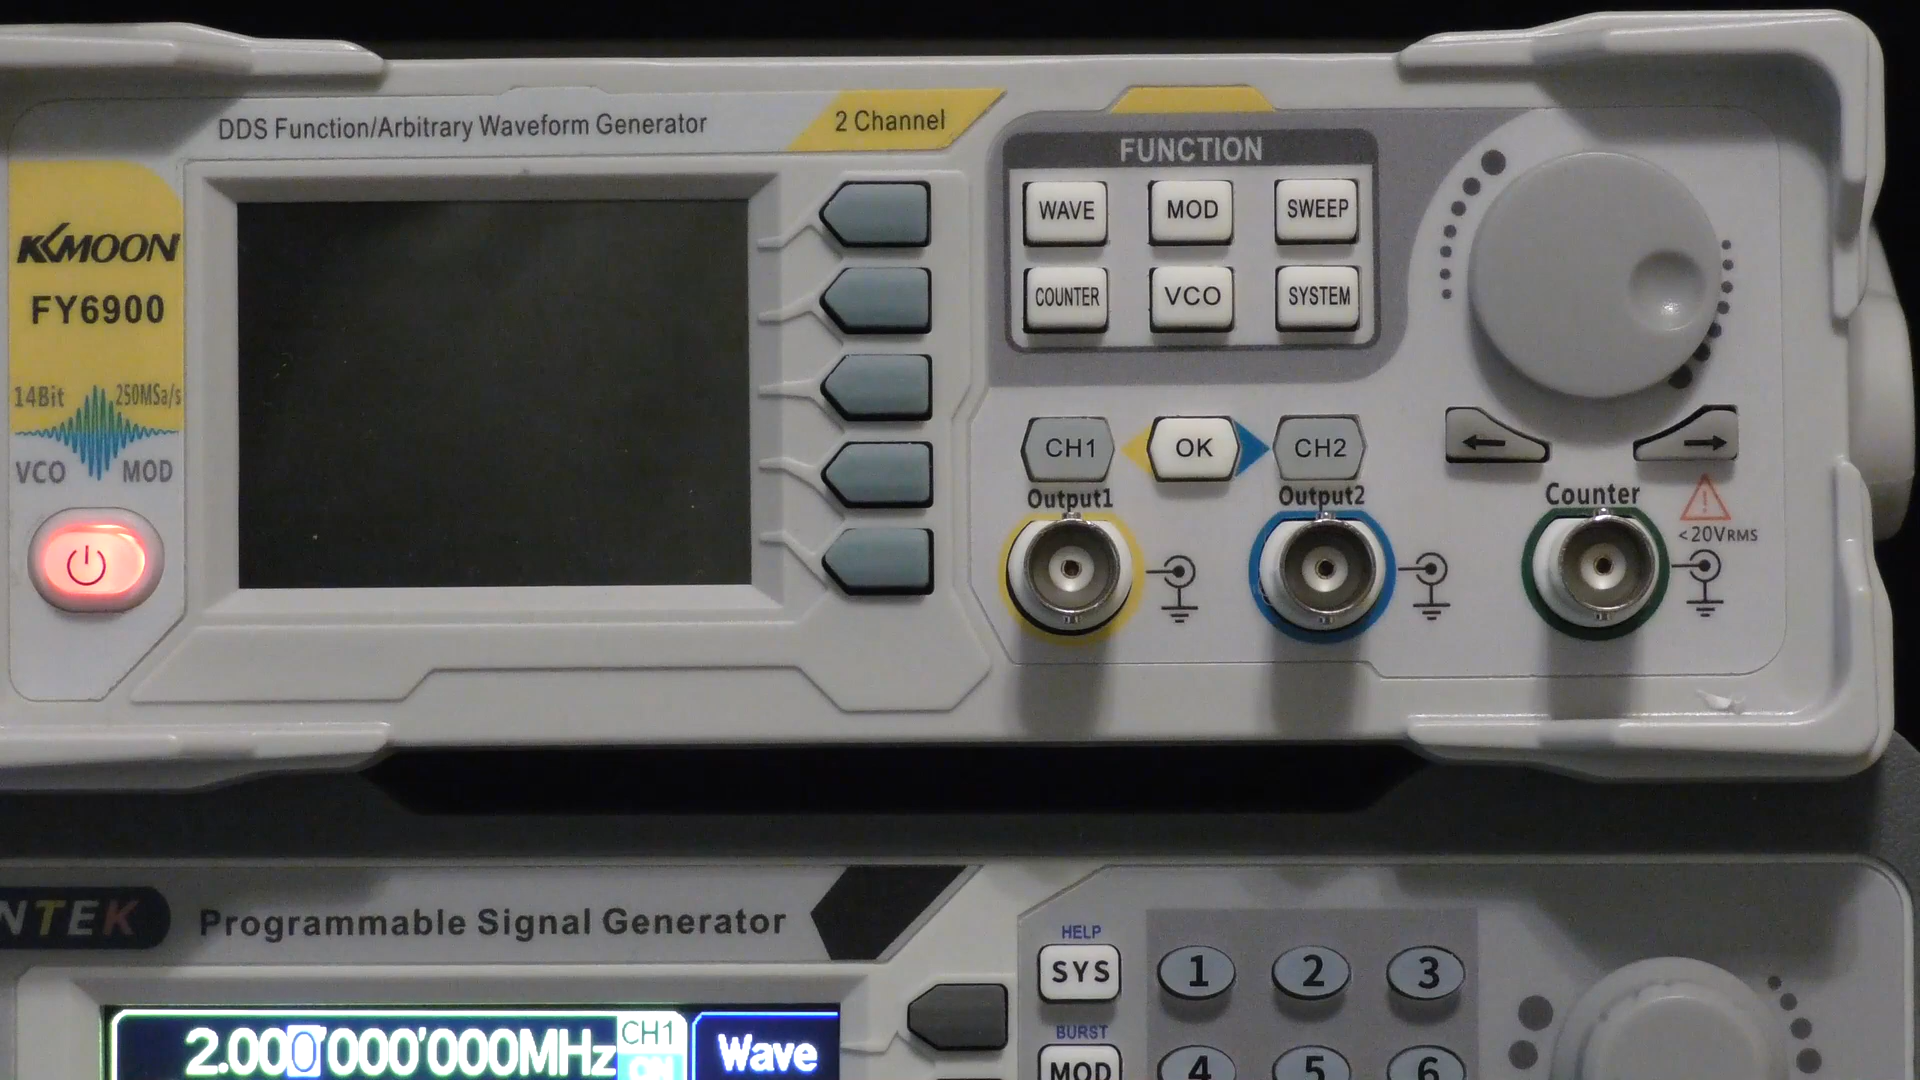 DDS Function/Arbitrary Waveform Generator
2 Channel
FUNCTION
WAVE
MOD
SWEEP
COUNTER
VCO
SYSTEM
KKMOON
FY6900
14Bit
250MSa/s
VCO
MOD
CH1
OK
CH2
Output1
Output2
Counter
<20VRMS
NTEK
Programmable Signal Generator
HELP
SYS
1
2
3
BURST
MOD
4
5
6
2.000'000'000MHz
CH1
ON
Wave